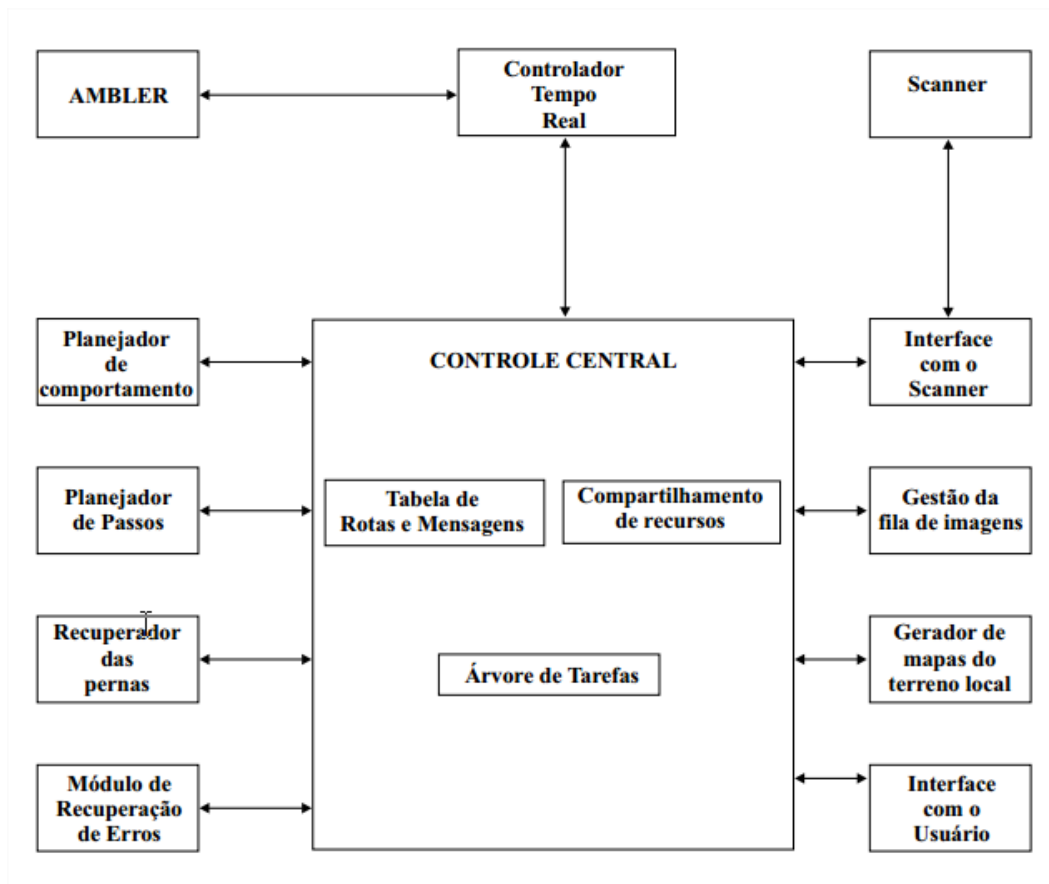 AMBLER
Controlador
Tempo
Real
Scanner
Planejador
de
comportamento
CONTROLE CENTRAL
Interface
com o
Scanner
Planejador
de Passos
Tabela de
Rotas e Mensagens
Compartilhamento
de recursos
Gestão da
fila de imagens
Recuperador
das
pernas
Árvore de Tarefas
Gerador de
mapas do
terreno local
Módulo de
Recuperação
de Erros
Interface
com o
Usuário